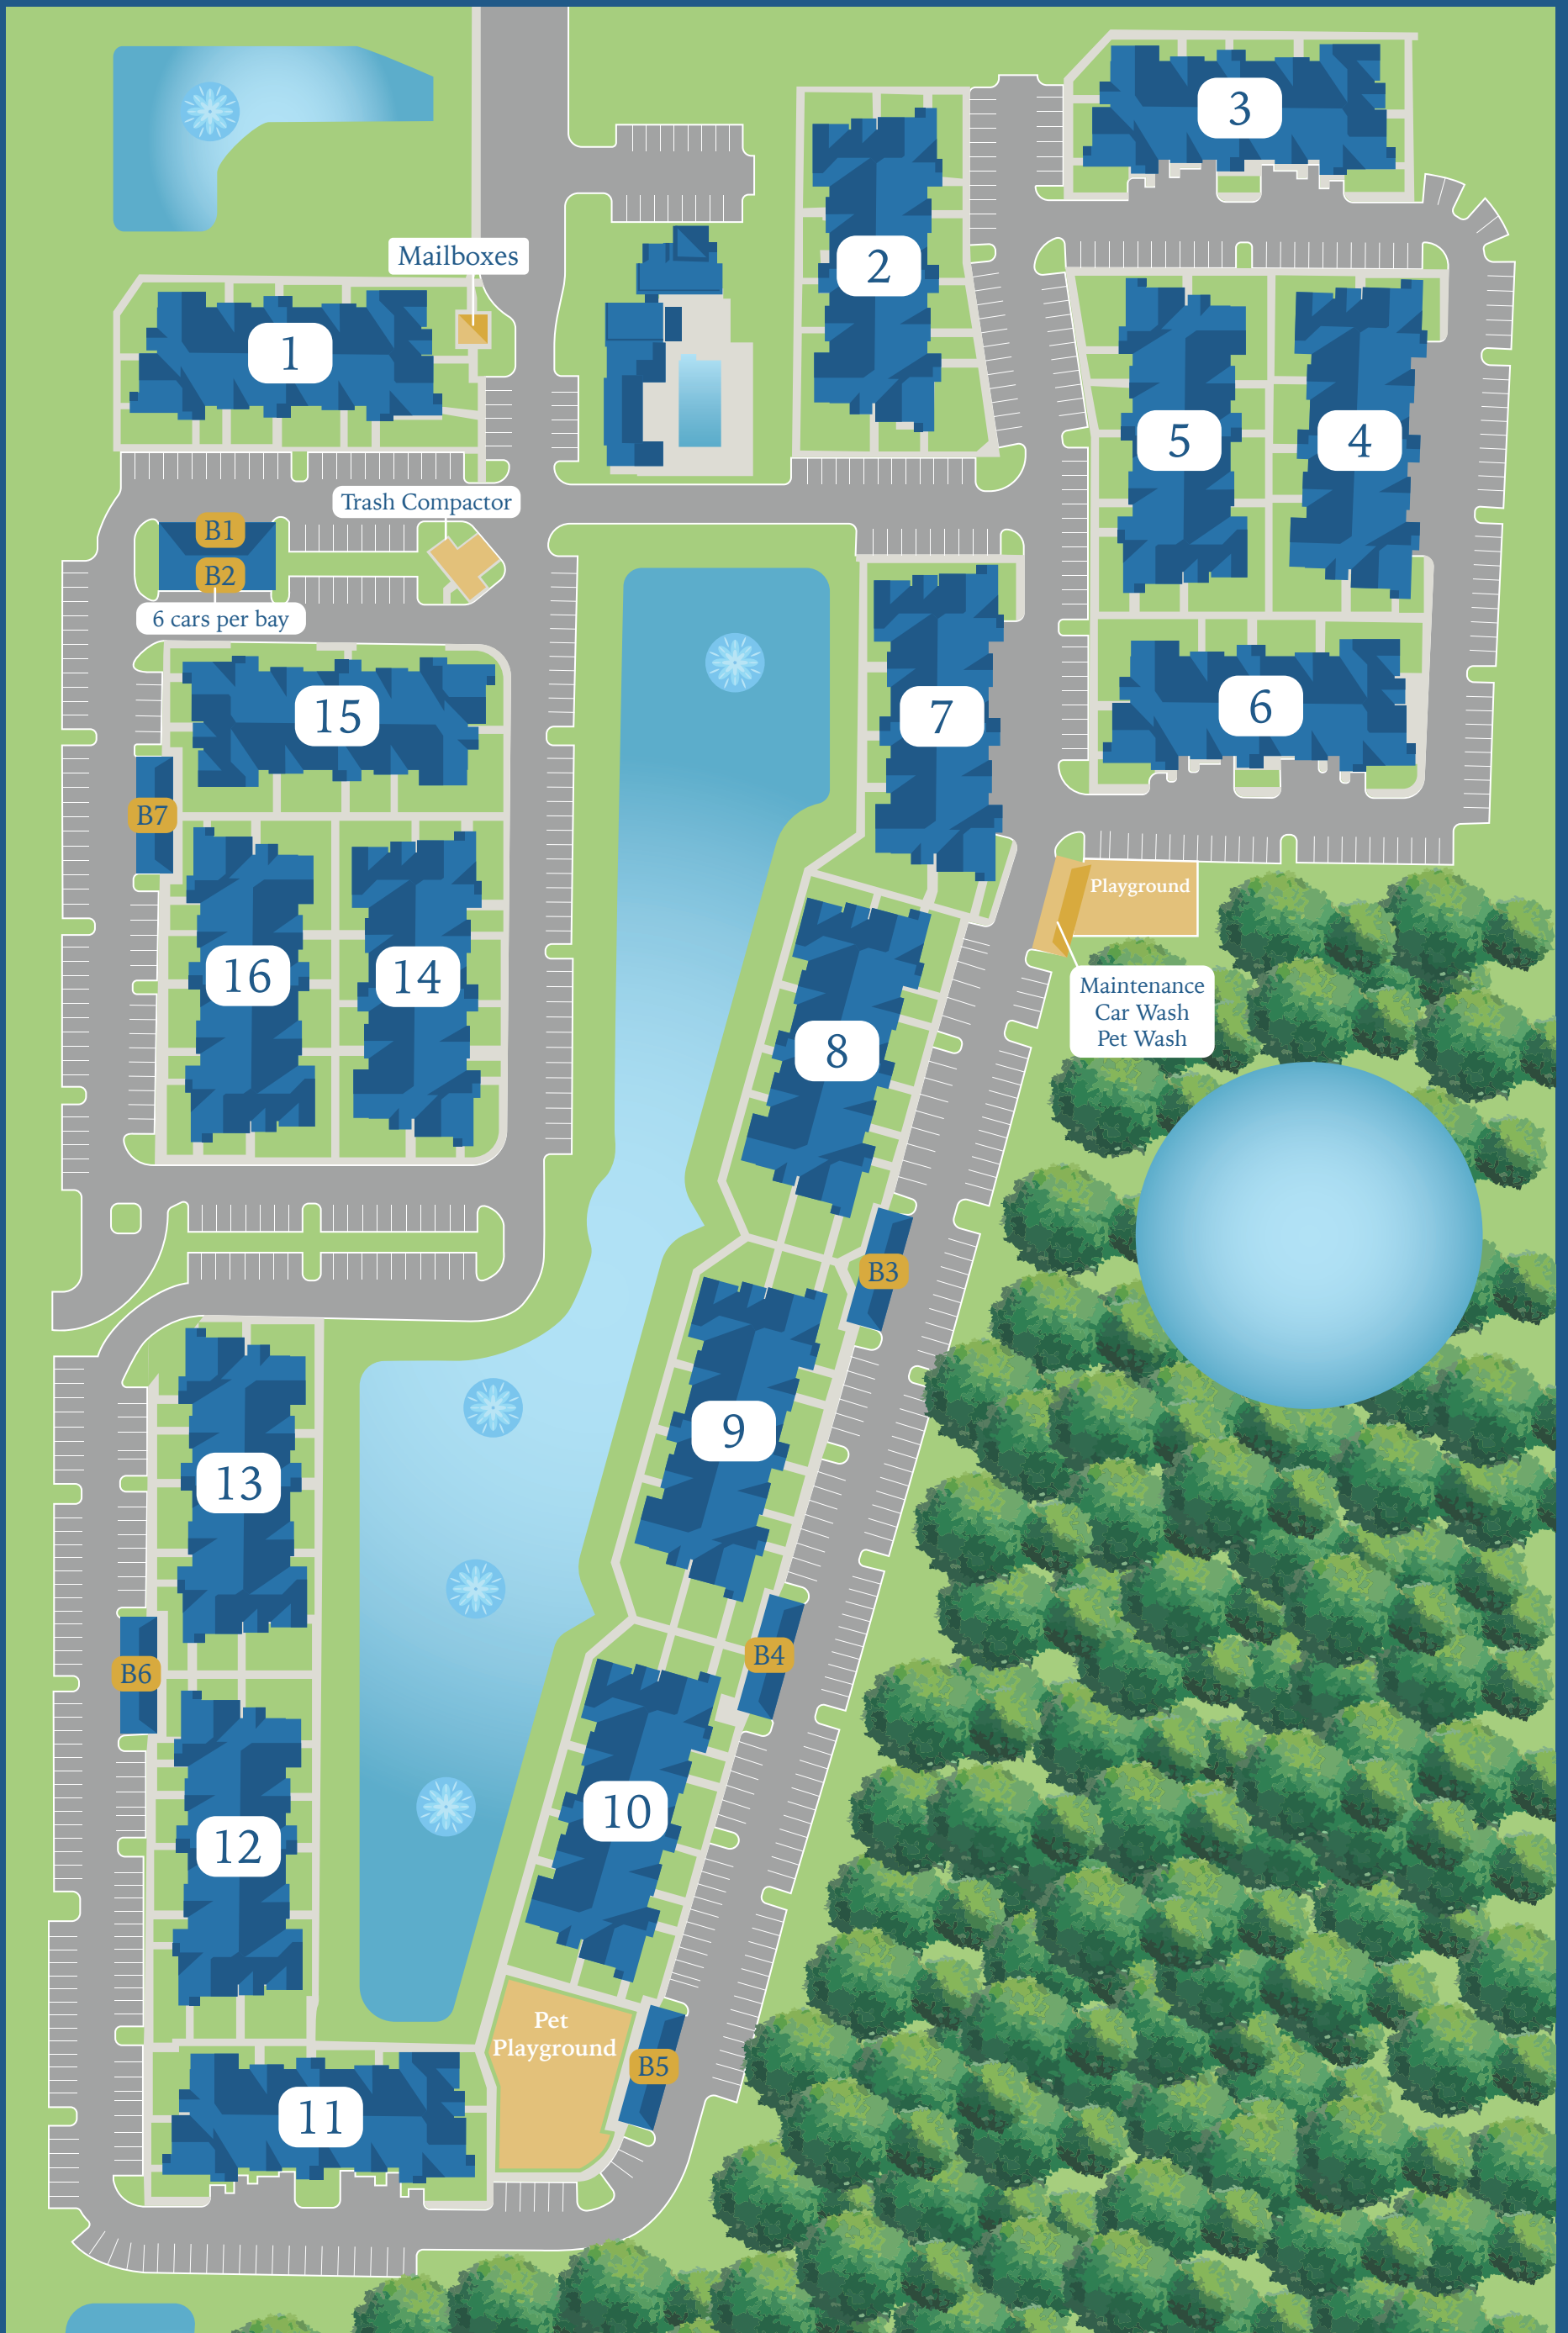 3
Mailboxes
2
1
5
4
Trash Compactor
B1
B2
6 cars per bay
15
7
6
B7
Playground
16
14
Maintenance
Car Wash
Pet Wash
8
B3
9
13
B4
B6
10
12
Pet
Playground
B5
11